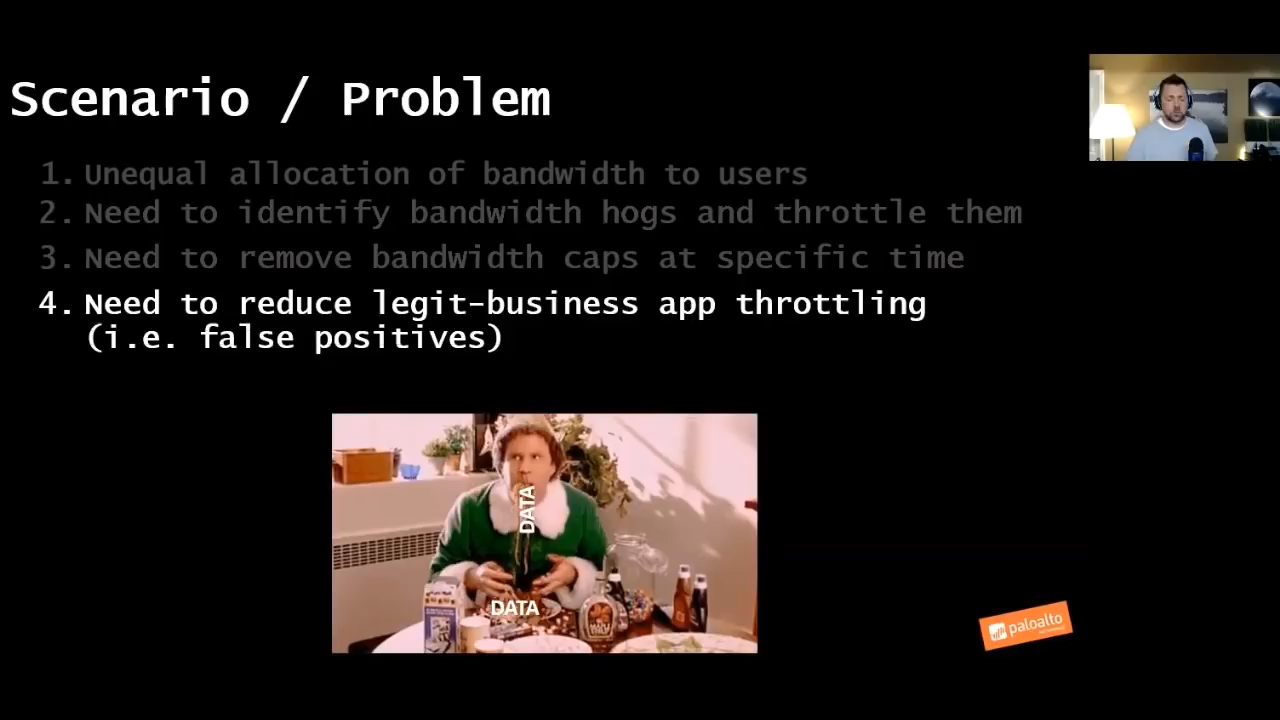 Scenario / Problem
1. Unequal allocation of bandwidth to users
2. Need to identify bandwidth hogs and throttle them
3. Need to remove bandwidth caps at specific time
4. Need to reduce legit-business app throttling
(i.e. false positives)
DATA
DATA
paloalto